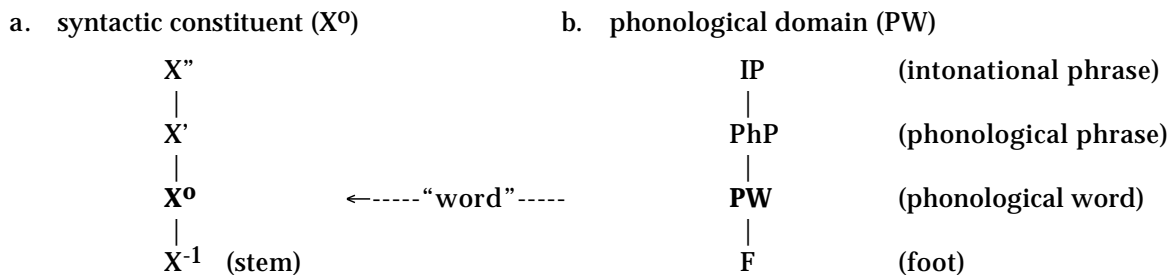 a. syntactic constituent (X⁰) b. phonological domain (PW)
X” IP (intonational phrase)
X’ PhP (phonological phrase)
X⁰ ←-----“word”----- PW (phonological word)
X⁻¹ (stem) F (foot)